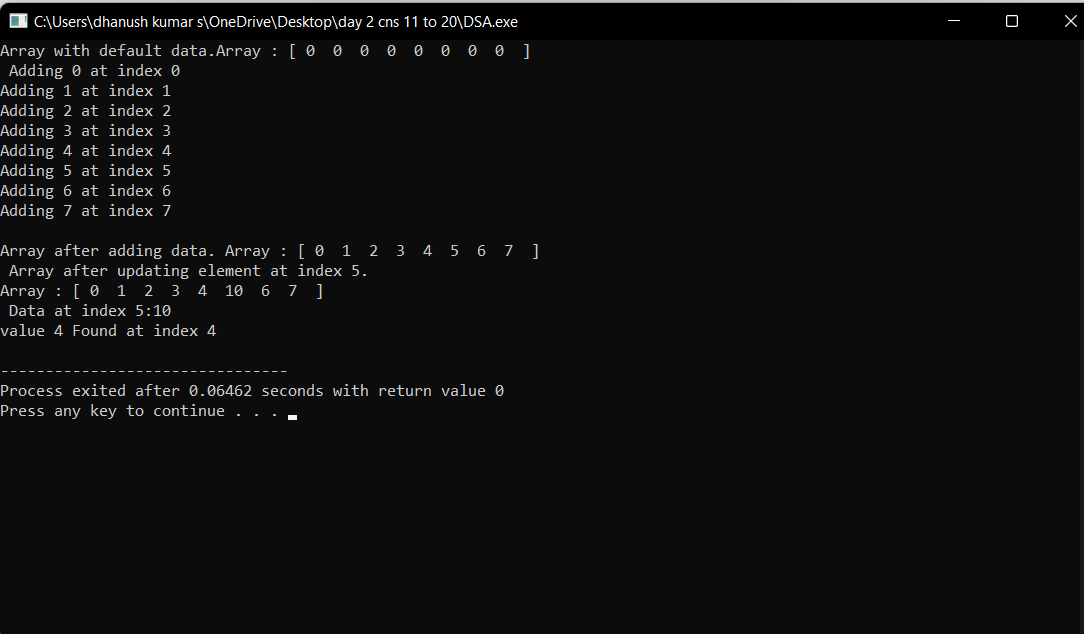 C:\Users\dhanush kumar s\OneDrive\Desktop\day 2 cns 11 to 20\DSA.exe
Array with default data.Array : [ 0  0  0  0  0  0  0  0  ]
 Adding 0 at index 0
Adding 1 at index 1
Adding 2 at index 2
Adding 3 at index 3
Adding 4 at index 4
Adding 5 at index 5
Adding 6 at index 6
Adding 7 at index 7

Array after adding data. Array : [ 0  1  2  3  4  5  6  7  ]
 Array after updating element at index 5.
Array : [ 0  1  2  3  4  10  6  7  ]
 Data at index 5:10
value 4 Found at index 4

--------------------------------
Process exited after 0.06462 seconds with return value 0
Press any key to continue . . .